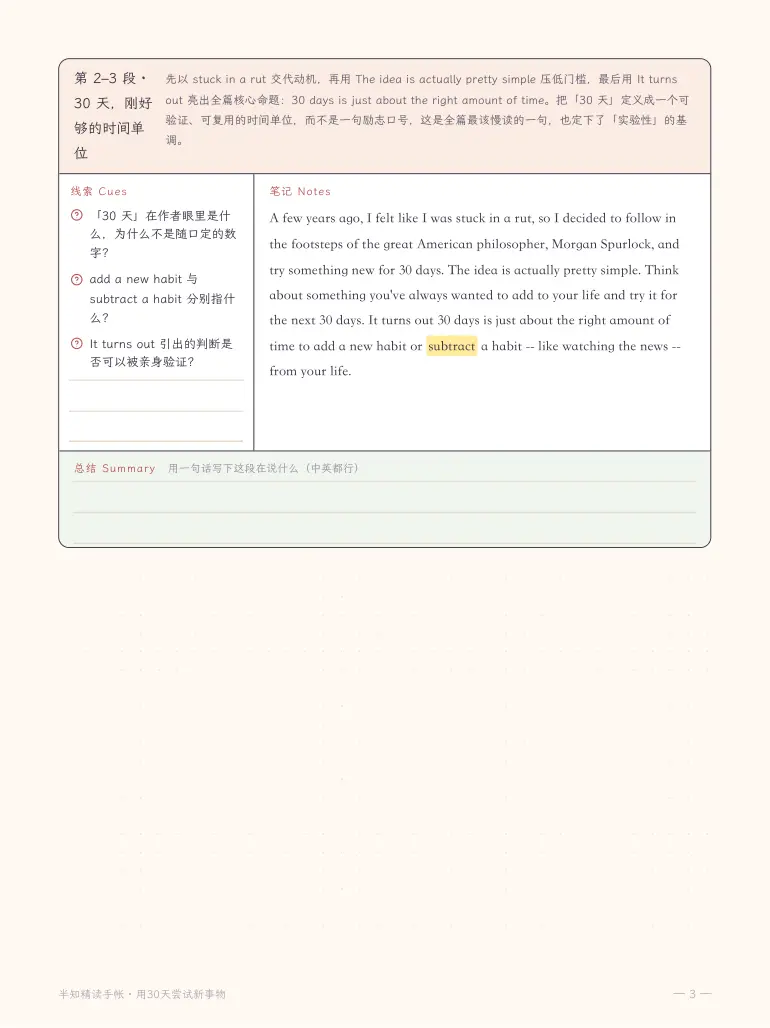 第 2–3 段・
30 天，刚好
够的时间单
位
先以 stuck in a rut 交代动机，再用 The idea is actually pretty simple 压低门槛，最后用 It turns
out 亮出全篇核心命题：30 days is just about the right amount of time。把「30 天」定义成一个可
验证、可复用的时间单位，而不是一句励志口号，这是全篇最该慢读的一句，也定下了「实验性」的基
调。
线索 Cues
「30 天」在作者眼里是什
么，为什么不是随口定的数
字？
add a new habit 与
subtract a habit 分别指什
么？
It turns out 引出的判断是
否可以被亲身验证？
笔记 Notes
A few years ago, I felt like I was stuck in a rut, so I decided to follow in
the footsteps of the great American philosopher, Morgan Spurlock, and
try something new for 30 days. The idea is actually pretty simple. Think
about something you've always wanted to add to your life and try it for
the next 30 days. It turns out 30 days is just about the right amount of
time to add a new habit or subtract a habit -- like watching the news --
from your life.
总结 Summary 用一句话写下这段在说什么（中英都行）
半知精读手帐・用30天尝试新事物
— 3 —